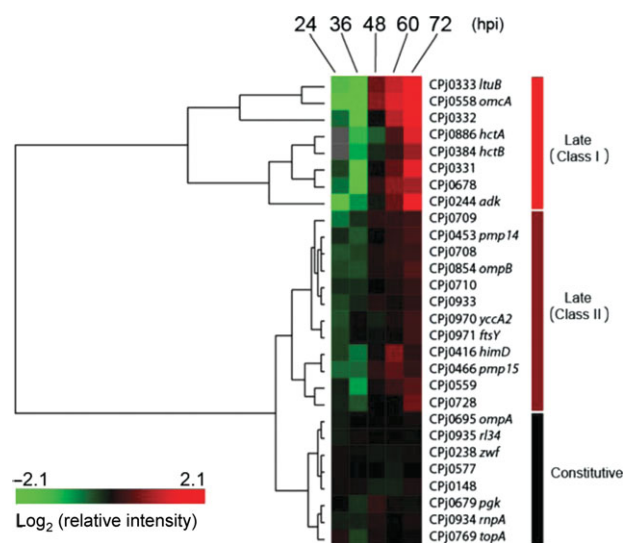 24 36 48 60 72 (hpi)
CPj0333 ltuB
CPj0558 omcA
CPj0332
CPj0886 hctA
CPj0384 hctB
CPj0331
CPj0678
CPj0244 adk
Late
(Class I)
CPj0709
CPj0453 pmp14
CPj0708
CPj0854 ompB
CPj0710
CPj0933
CPj0970 yccA2
CPj0971 ftsY
CPj0416 himD
CPj0466 pmp15
CPj0559
CPj0728
Late
(Class II)
CPj0695 ompA
CPj0935 rl34
CPj0238 zwf
CPj0577
CPj0148
CPj0679 pgk
CPj0934 rnpA
CPj0769 topA
Constitutive
−2.1 2.1
Log2 (relative intensity)